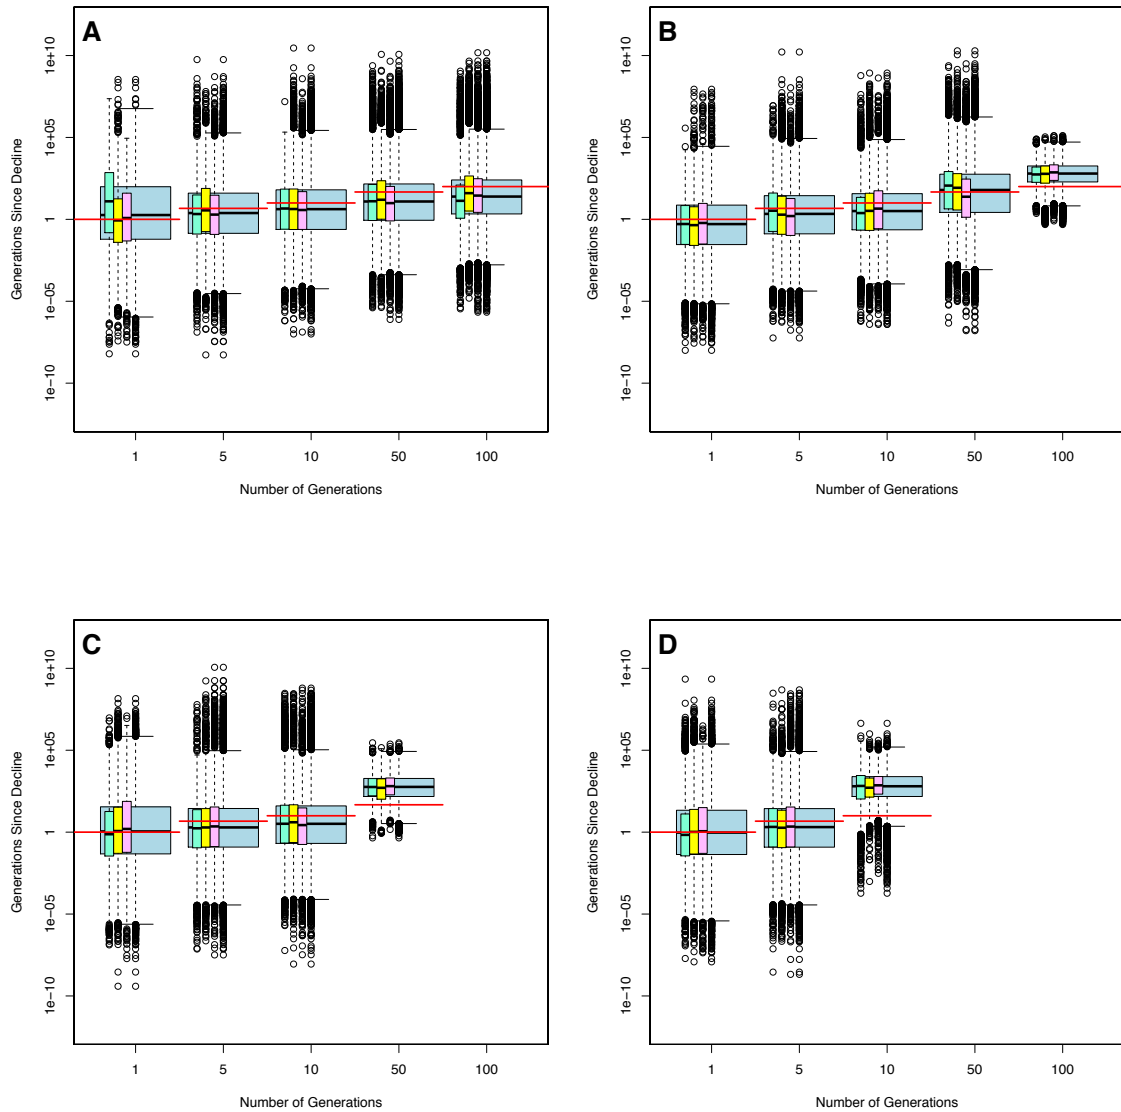 A
Generations Since Decline
1e+10
1e+05
1
1e-05
1e-10
1 5 10 50 100
Number of Generations
B
Generations Since Decline
1e+10
1e+05
1
1e-05
1e-10
1 5 10 50 100
Number of Generations
C
Generations Since Decline
1e+10
1e+05
1
1e-05
1e-10
1 5 10 50 100
Number of Generations
D
Generations Since Decline
1e+10
1e+05
1
1e-05
1e-10
1 5 10 50 100
Number of Generations